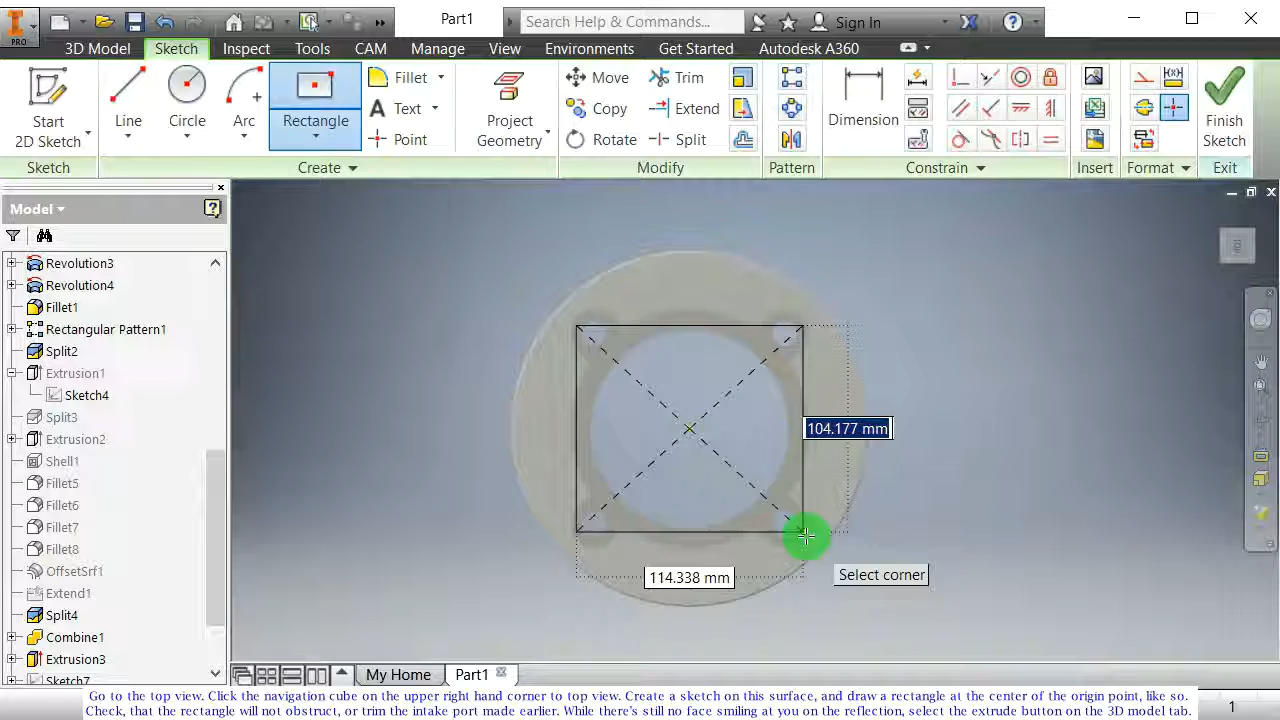 PRO
Part1
Search Help & Commands...
Sign In
3D Model Sketch Inspect Tools CAM Manage View Environments Get Started Autodesk A360
Start
2D Sketch
Line
Circle
Arc
Rectangle
Fillet
Text
Point
Project
Geometry
Move
Copy
Rotate
Trim
Extend
Split
Dimension
Finish
Sketch
Sketch
Create
Modify
Pattern
Constrain
Insert
Format
Exit
Model
Revolution3
Revolution4
Fillet1
Rectangular Pattern1
Split2
Extrusion1
Sketch4
Split3
Extrusion2
Shell1
Fillet5
Fillet6
Fillet7
Fillet8
OffsetSrf1
Extend1
Split4
Combine1
Extrusion3
Sketch7
104.177 mm
114.338 mm
Select corner
My Home
Part1
Go to the top view. Click the navigation cube on the upper right hand corner to top view. Create a sketch on this surface, and draw a rectangle at the center of the origin point, like so.
Check, that the rectangle will not obstruct, or trim the intake port made earlier. While there's still no face smiling at you on the reflection, select the extrude button on the 3D model tab.
1